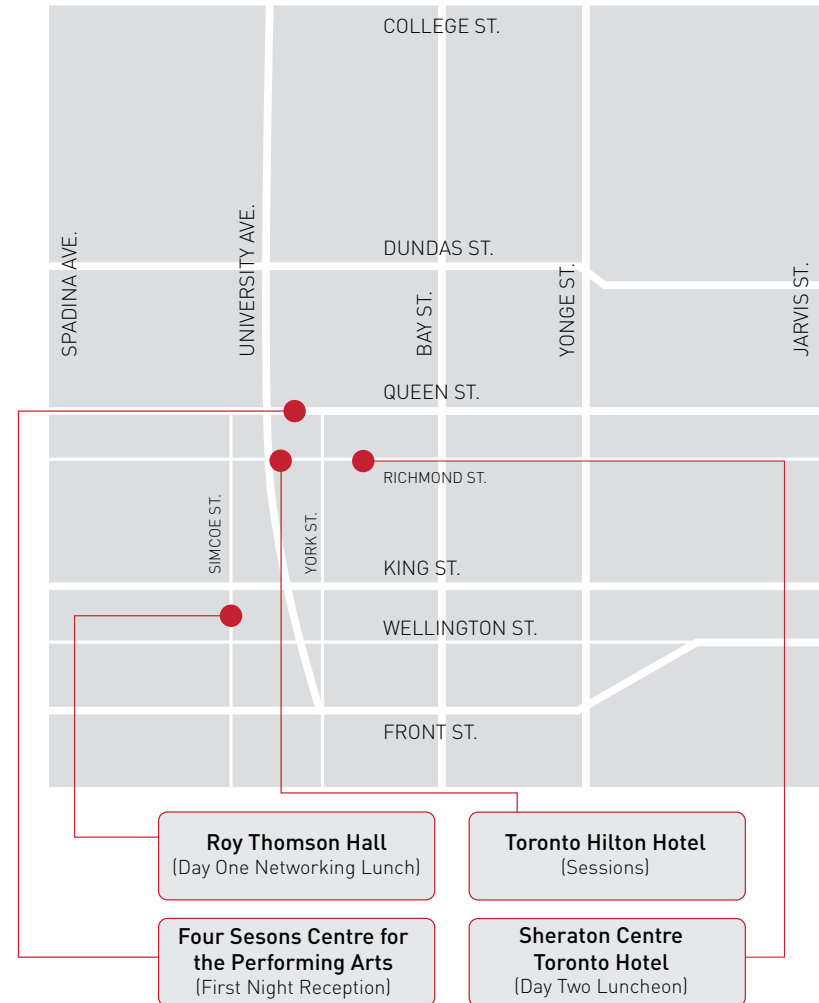 COLLEGE ST.
SPADINA AVE.
UNIVERSITY AVE.
DUNDAS ST.
BAY ST.
YONGE ST.
JARVIS ST.
QUEEN ST.
RICHMOND ST.
SIMCOE ST.
YORK ST.
KING ST.
WELLINGTON ST.
FRONT ST.
Roy Thomson Hall
(Day One Networking Lunch)
Toronto Hilton Hotel
(Sessions)
Four Sesons Centre for
the Performing Arts
(First Night Reception)
Sheraton Centre
Toronto Hotel
(Day Two Luncheon)